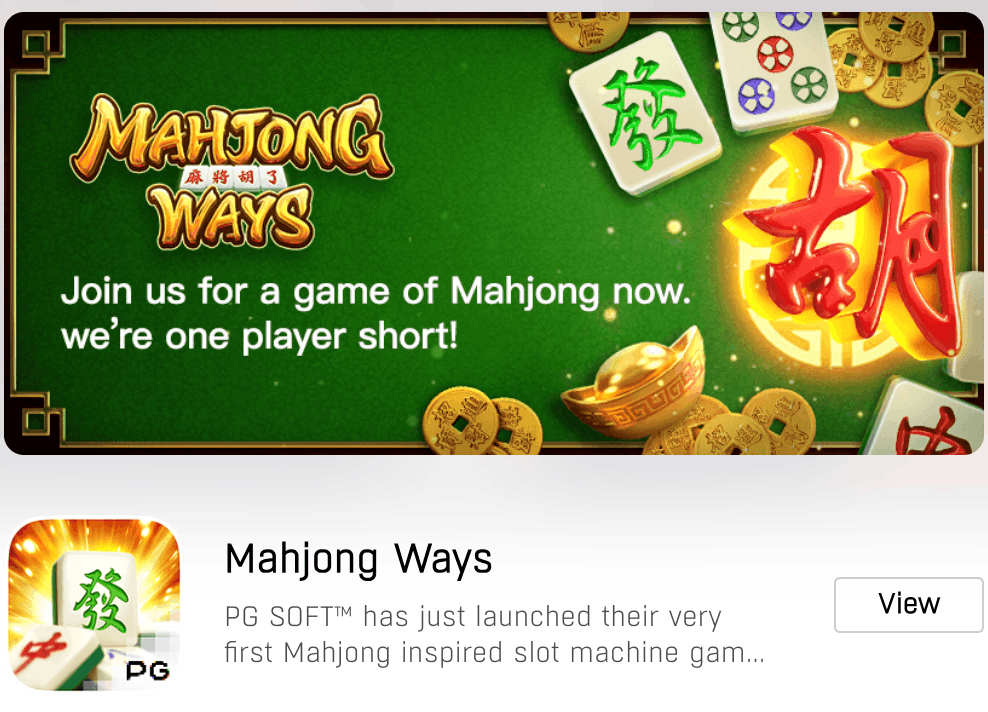 發
MAHJONG
麻將胡了
WAYS
胡
Join us for a game of Mahjong now.
we're one player short!
中
Mahjong Ways
發
中
PG
PG SOFT™ has just launched their very
first Mahjong inspired slot machine gam...
View